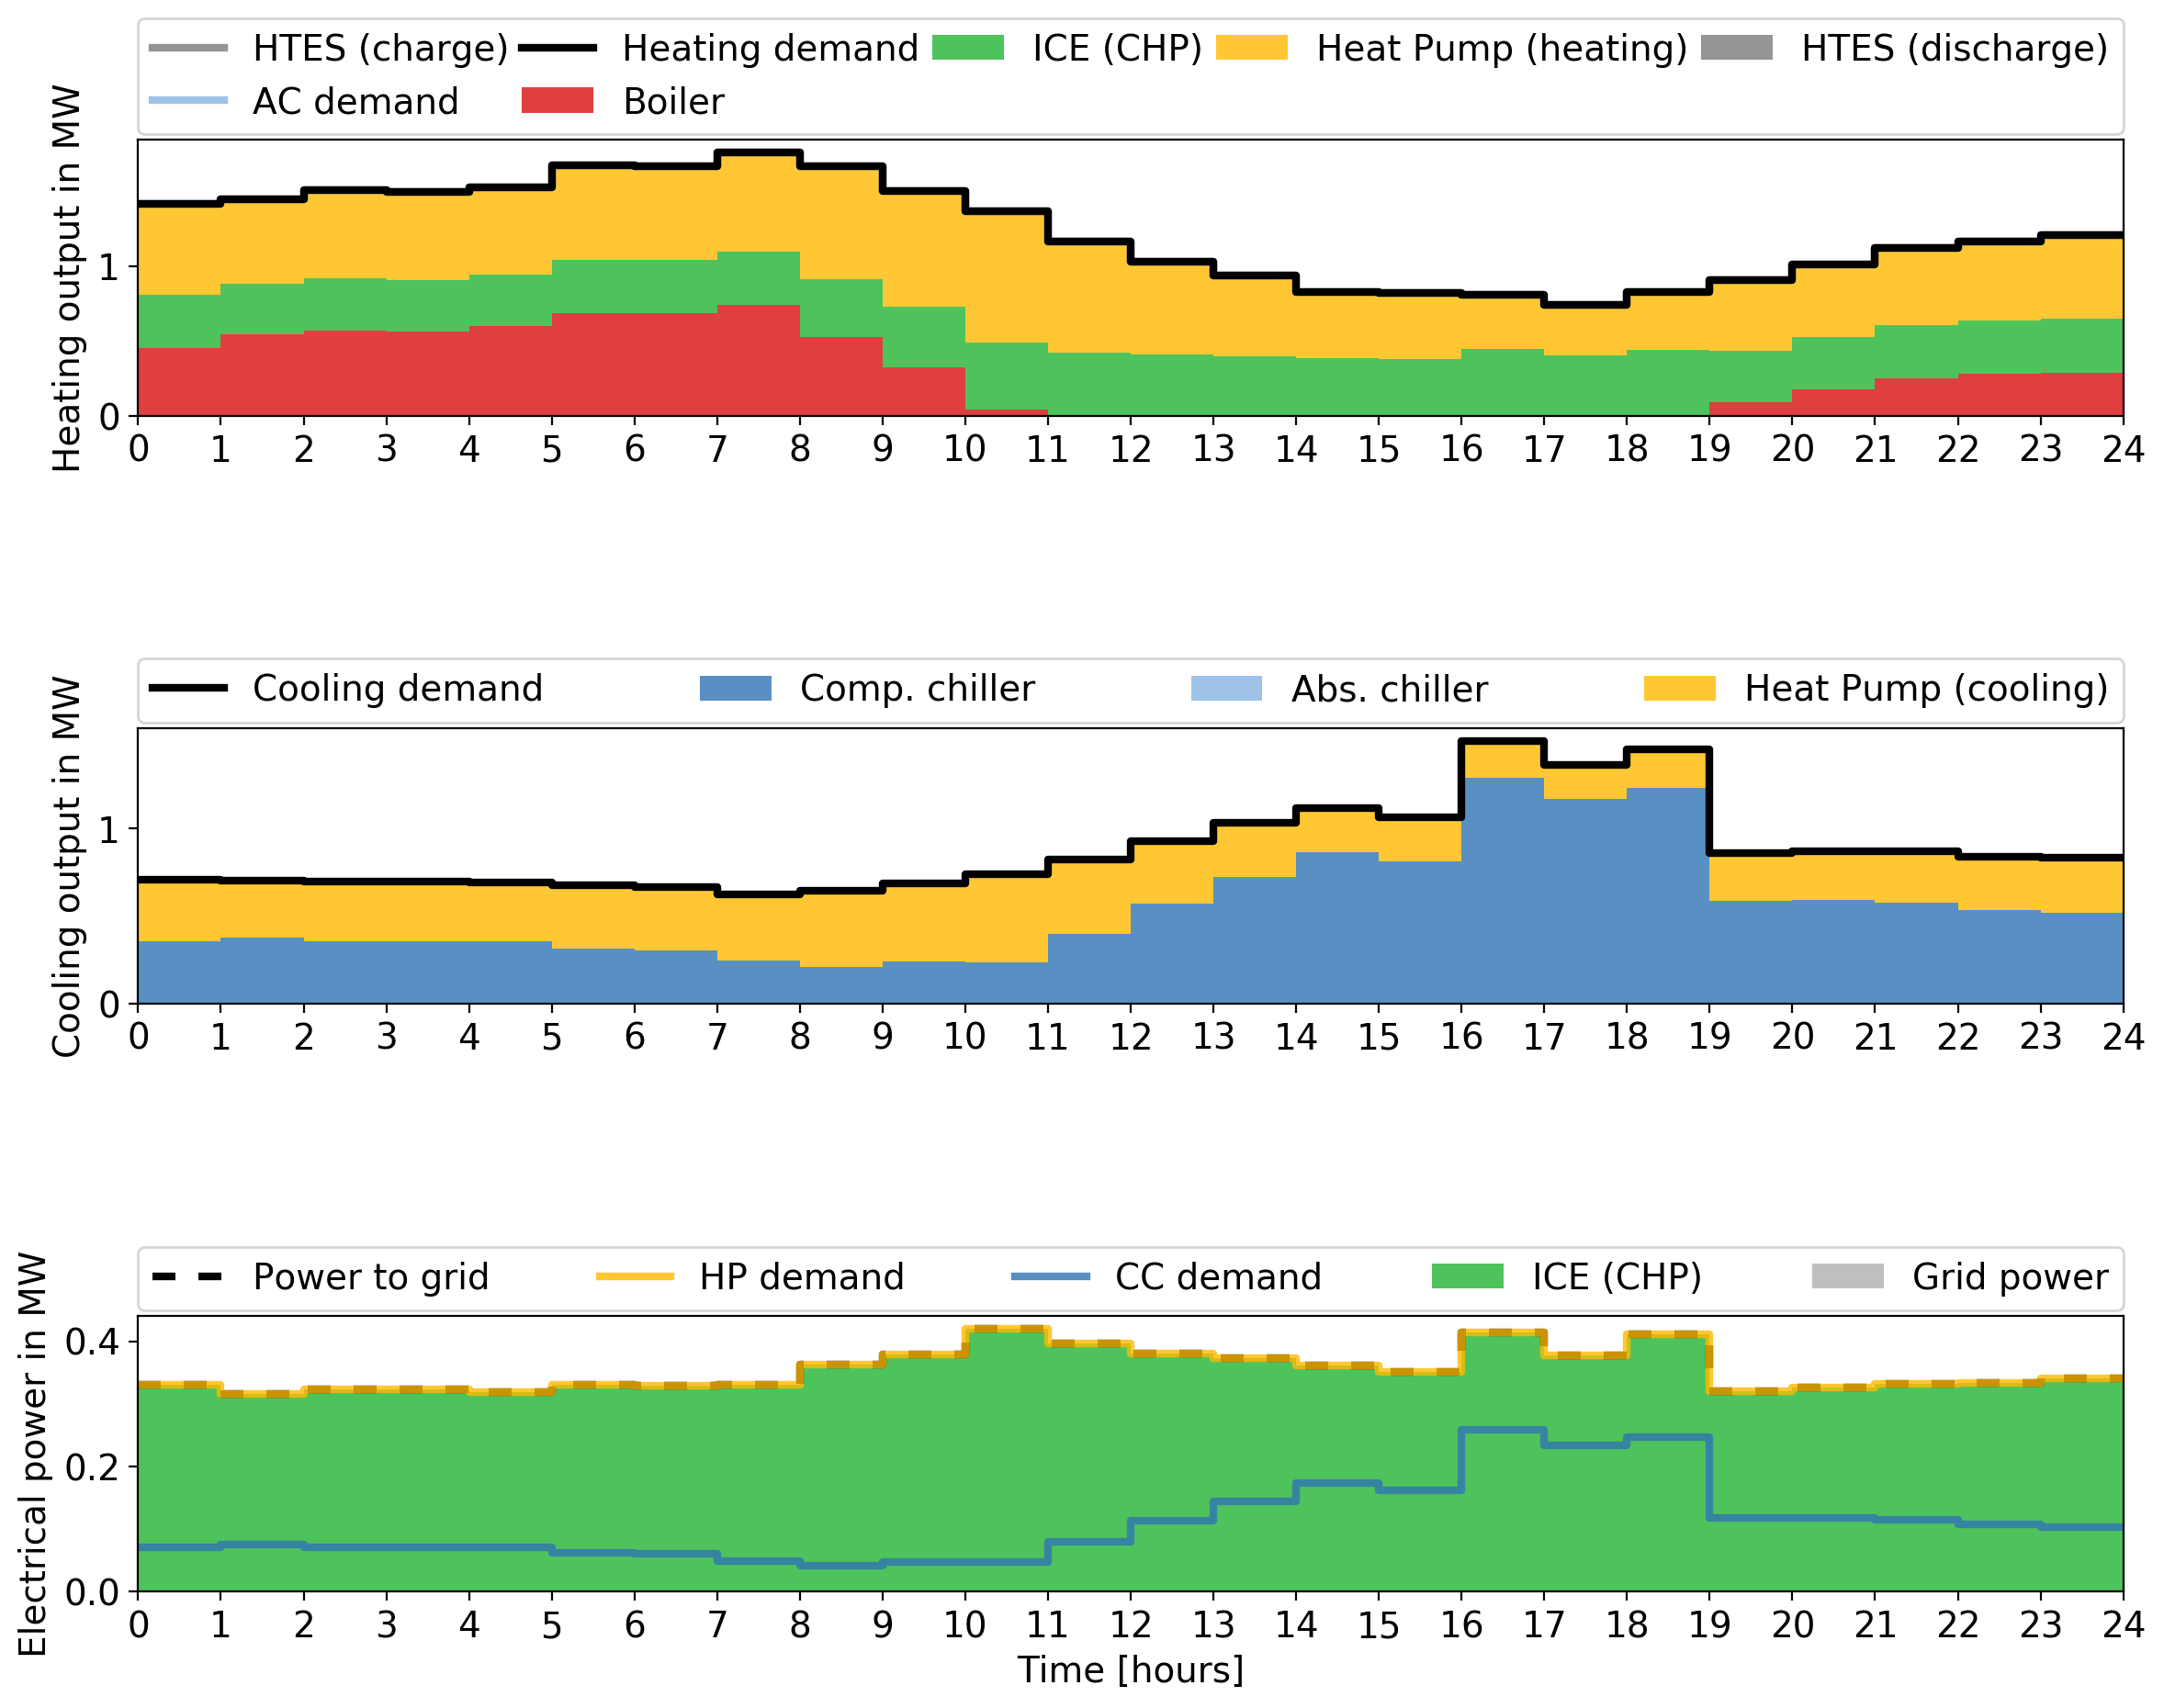 HTES (charge) Heating demand ICE (CHP) Heat Pump (heating) HTES (discharge)
AC demand Boiler
Heating output in MW
1
0
0 1 2 3 4 5 6 7 8 9 10 11 12 13 14 15 16 17 18 19 20 21 22 23 24
Cooling demand Comp. chiller Abs. chiller Heat Pump (cooling)
Cooling output in MW
1
0
0 1 2 3 4 5 6 7 8 9 10 11 12 13 14 15 16 17 18 19 20 21 22 23 24
Power to grid HP demand CC demand ICE (CHP) Grid power
Electrical power in MW
0.4
0.2
0.0
0 1 2 3 4 5 6 7 8 9 10 11 12 13 14 15 16 17 18 19 20 21 22 23 24
Time [hours]